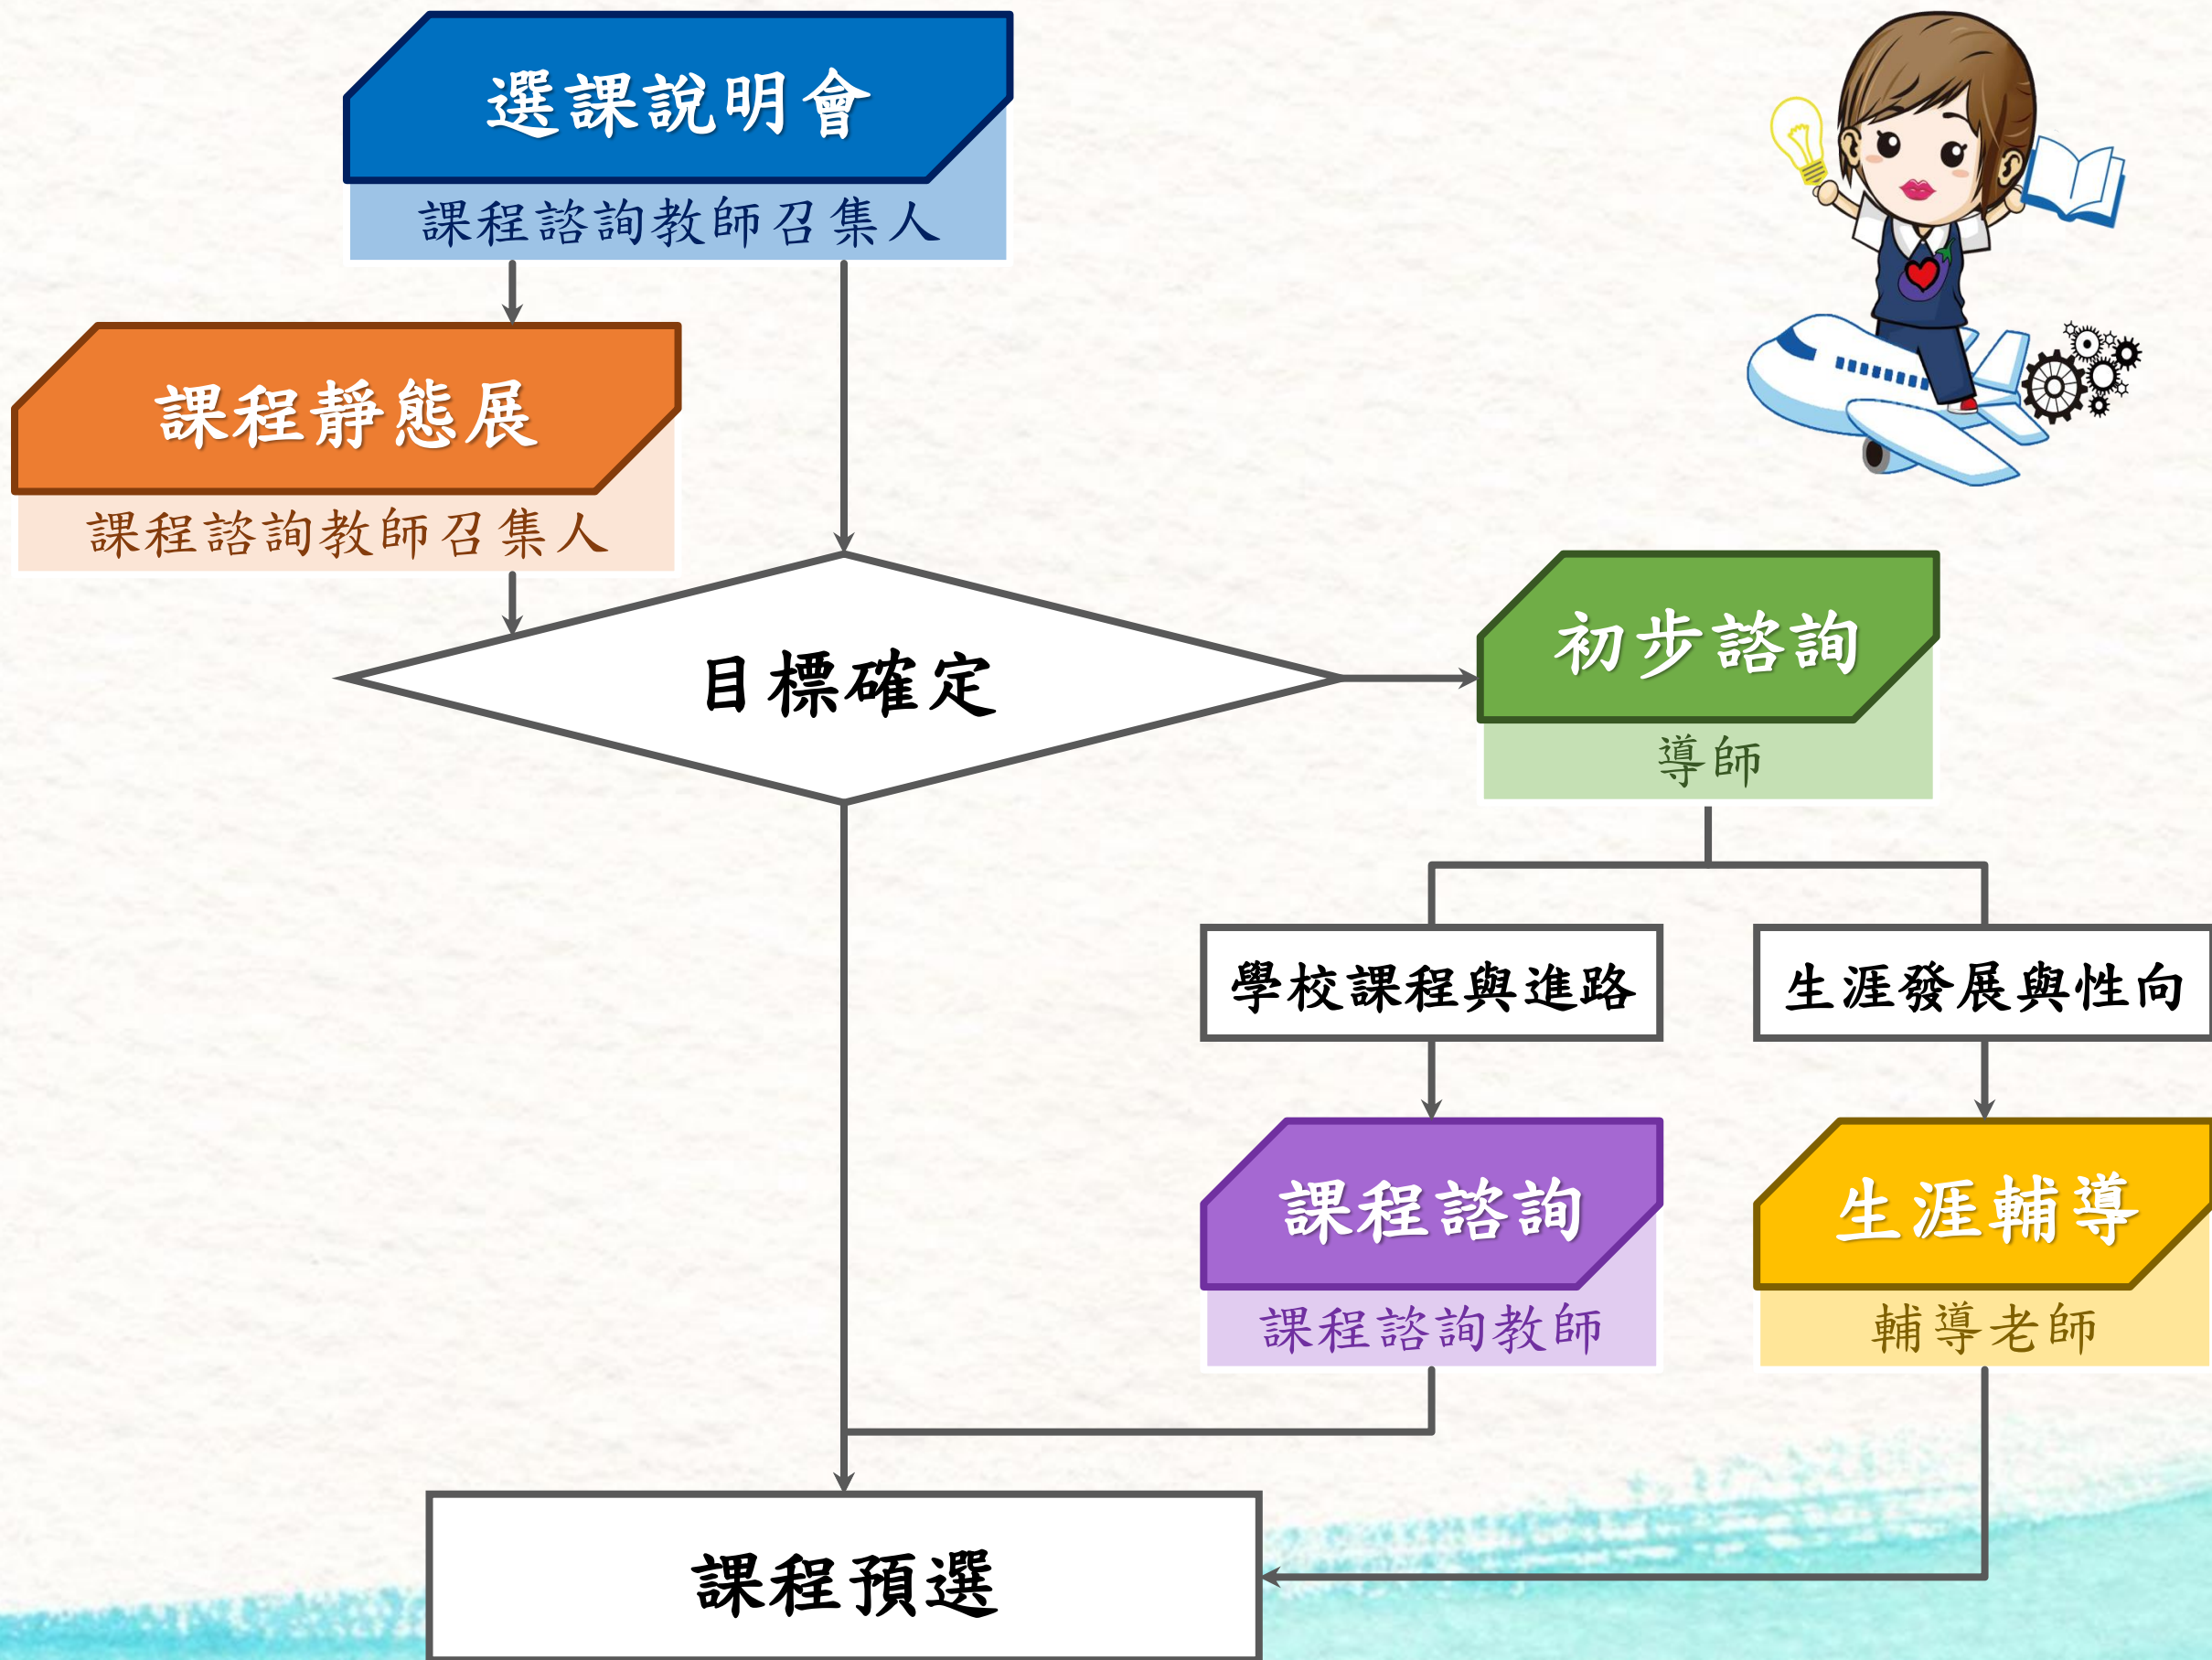 選課說明會
課程諮詢教師召集人
課程靜態展
課程諮詢教師召集人
目標確定
初步諮詢
導師
學校課程與進路
生涯發展與性向
課程諮詢
課程諮詢教師
生涯輔導
輔導老師
課程預選